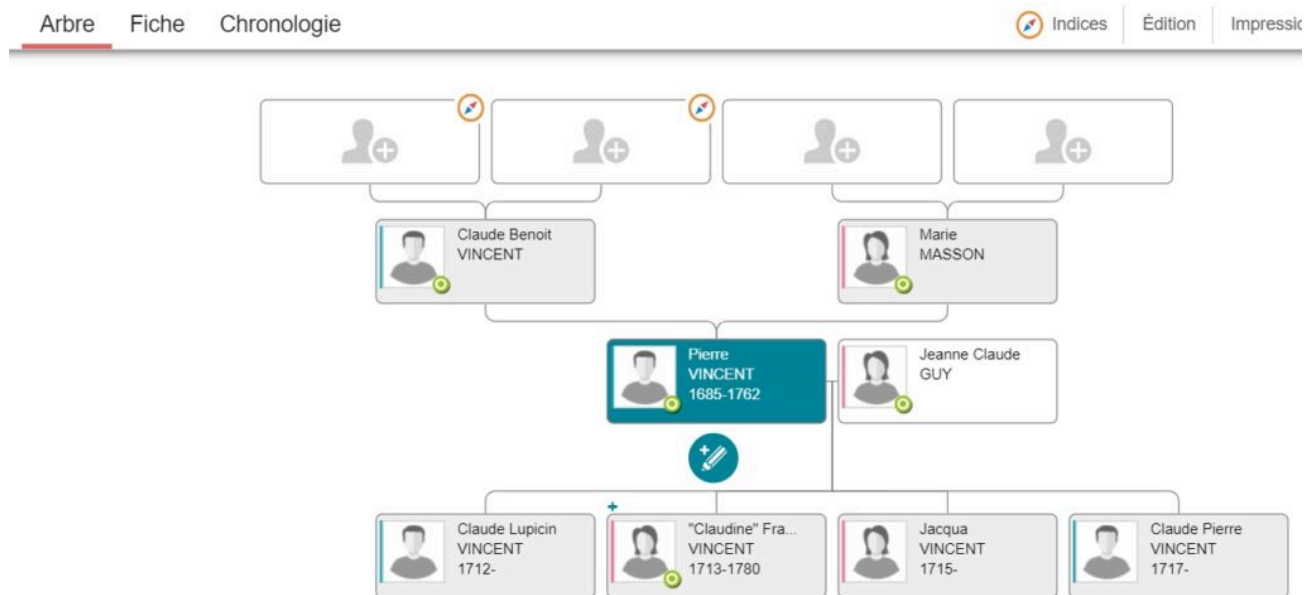 Arbre Fiche Chronologie Indices Édition Impressio
Claude Benoit
VINCENT
Marie
MASSON
Pierre
VINCENT
1685-1762
Jeanne Claude
GUY
Claude Lupicin
VINCENT
1712-
"Claudine" Fra...
VINCENT
1713-1780
Jacqua
VINCENT
1715-
Claude Pierre
VINCENT
1717-